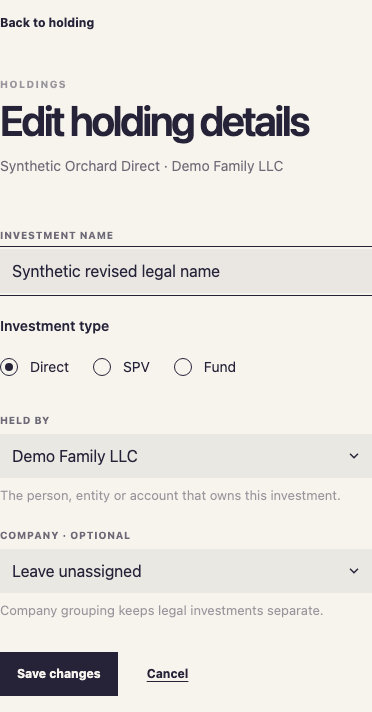 Back to holding
HOLDINGS
Edit holding details
Synthetic Orchard Direct · Demo Family LLC
INVESTMENT NAME
Synthetic revised legal name
Investment type
Direct SPV Fund
HELD BY
Demo Family LLC
The person, entity or account that owns this investment.
COMPANY · OPTIONAL
Leave unassigned
Company grouping keeps legal investments separate.
Save changes Cancel